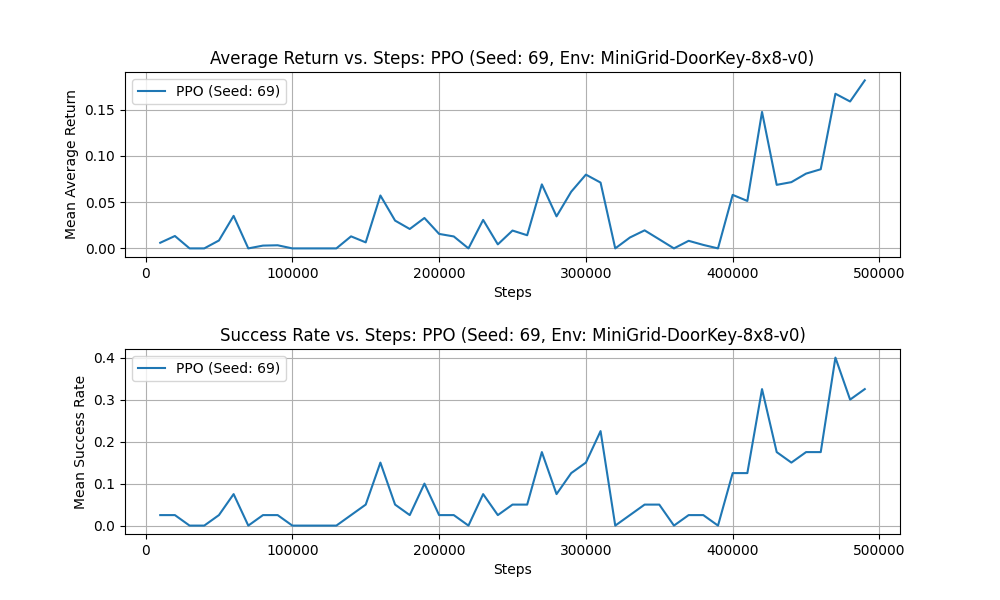 Average Return vs. Steps: PPO (Seed: 69, Env: MiniGrid-DoorKey-8x8-v0)
PPO (Seed: 69)
Mean Average Return
0.15
0.10
0.05
0.00
0 100000 200000 300000 400000 500000
Steps
Success Rate vs. Steps: PPO (Seed: 69, Env: MiniGrid-DoorKey-8x8-v0)
PPO (Seed: 69)
Mean Success Rate
0.4
0.3
0.2
0.1
0.0
0 100000 200000 300000 400000 500000
Steps